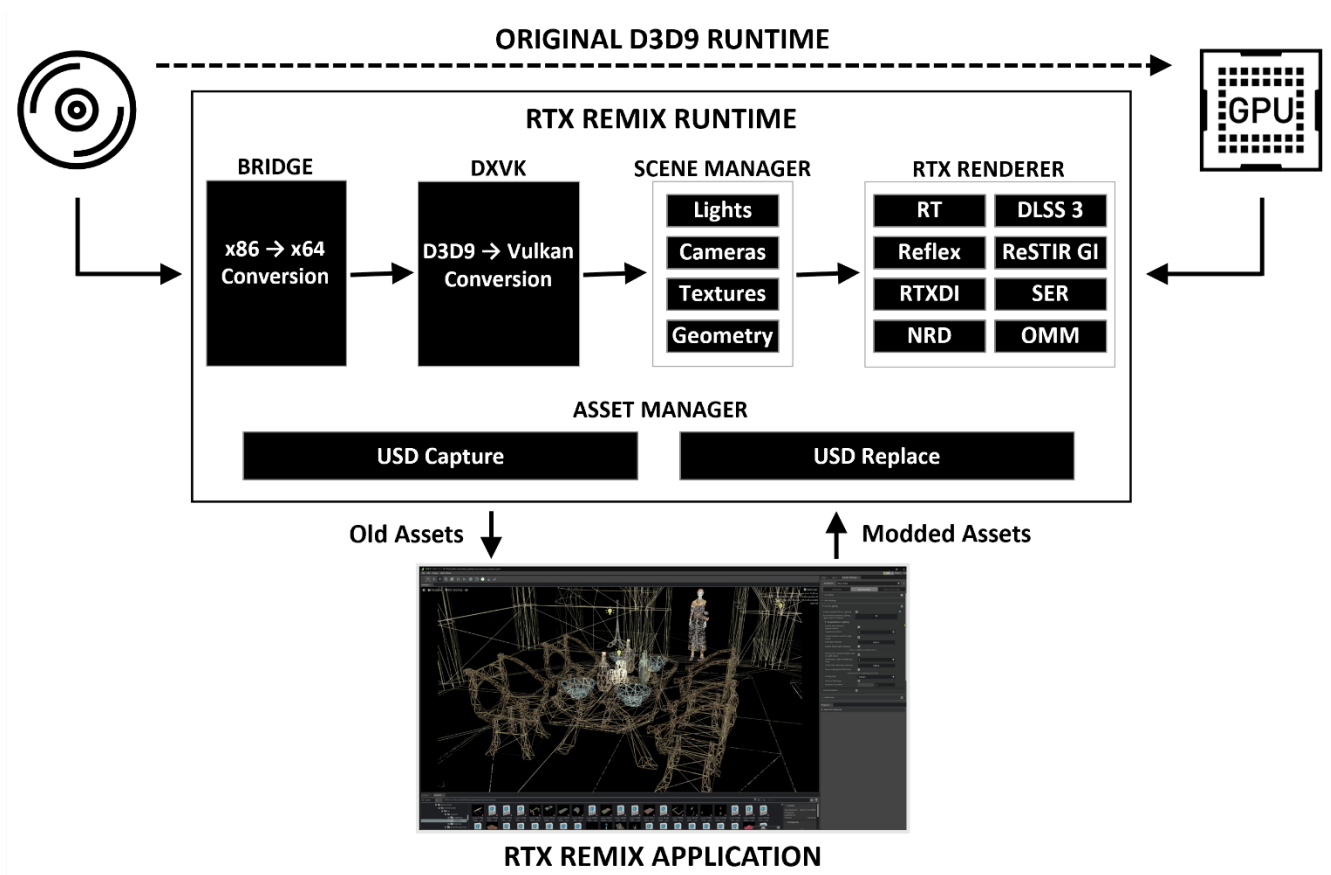 ORIGINAL D3D9 RUNTIME
GPU
RTX REMIX RUNTIME
BRIDGE
x86 → x64
Conversion
DXVK
D3D9 → Vulkan
Conversion
SCENE MANAGER
Lights
Cameras
Textures
Geometry
RTX RENDERER
RT
DLSS 3
Reflex
ReSTIR GI
RTXDI
SER
NRD
OMM
ASSET MANAGER
USD Capture
USD Replace
Old Assets
Modded Assets
RTX REMIX APPLICATION